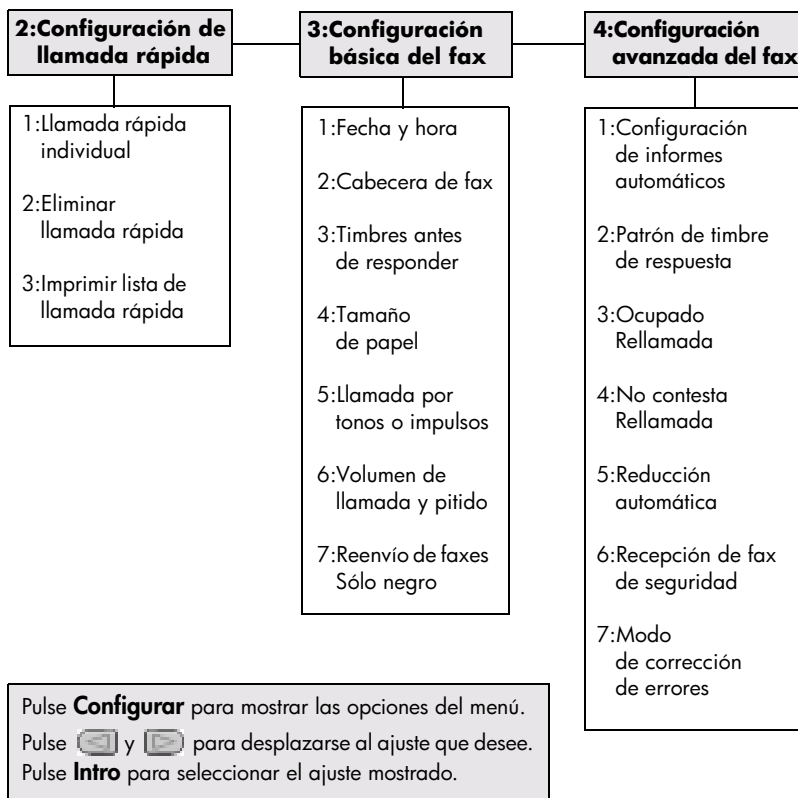 2:Configuración de
llamada rápida
1:Llamada rápida
individual
2:Eliminar
llamada rápida
3:Imprimir lista de
llamada rápida
3:Configuración
básica del fax
1:Fecha y hora
2:Cabecera de fax
3:Timbres antes
de responder
4:Tamaño
de papel
5:Llamada por
tonos o impulsos
6:Volumen de
llamada y pitido
7:Reenvío de faxes
Sólo negro
4:Configuración
avanzada del fax
1:Configuración
de informes
automáticos
2:Patrón de timbre
de respuesta
3:Ocupado
Rellamada
4:No contesta
Rellamada
5:Reducción
automática
6:Recepción de fax
de seguridad
7:Modo
de corrección
de errores
Pulse Configurar para mostrar las opciones del menú.
Pulse y para desplazarse al ajuste que desee.
Pulse Intro para seleccionar el ajuste mostrado.